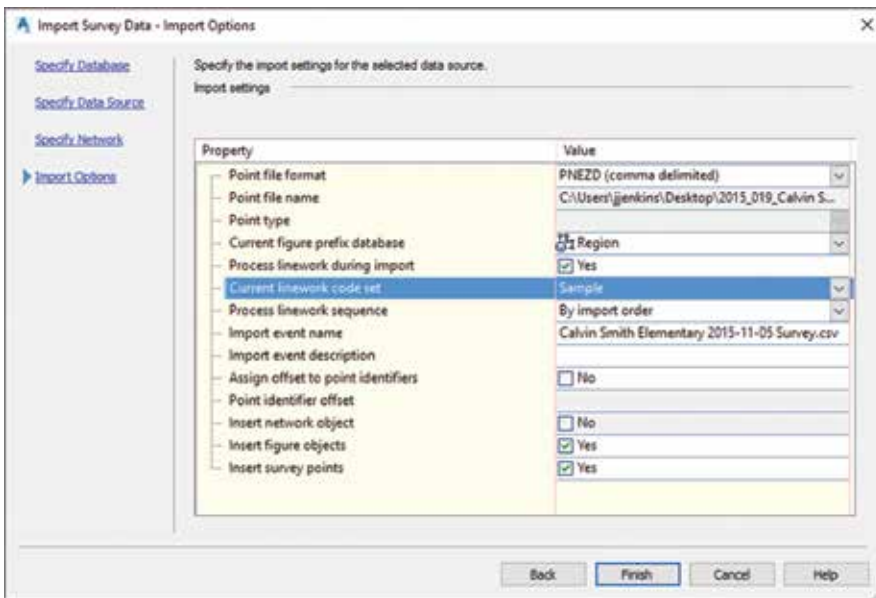 Import Survey Data - Import Options
Specify Database
Specify Data Source
Specify Network
Import Options
Specify the import settings for the selected data source.
Import settings
Property Value
Point file format PNEZD (comma delimited)
Point file name C:\Users\jjenkins\Desktop\2015_019_Calvin S...
Point type
Current figure prefix database Region
Process linework during import Yes
Current linework code set Sample
Process linework sequence By import order
Import event name Calvin Smith Elementary 2015-11-05 Survey.csv
Import event description
Assign offset to point identifiers No
Point identifier offset
Insert network object No
Insert figure objects Yes
Insert survey points Yes
Back Finish Cancel Help